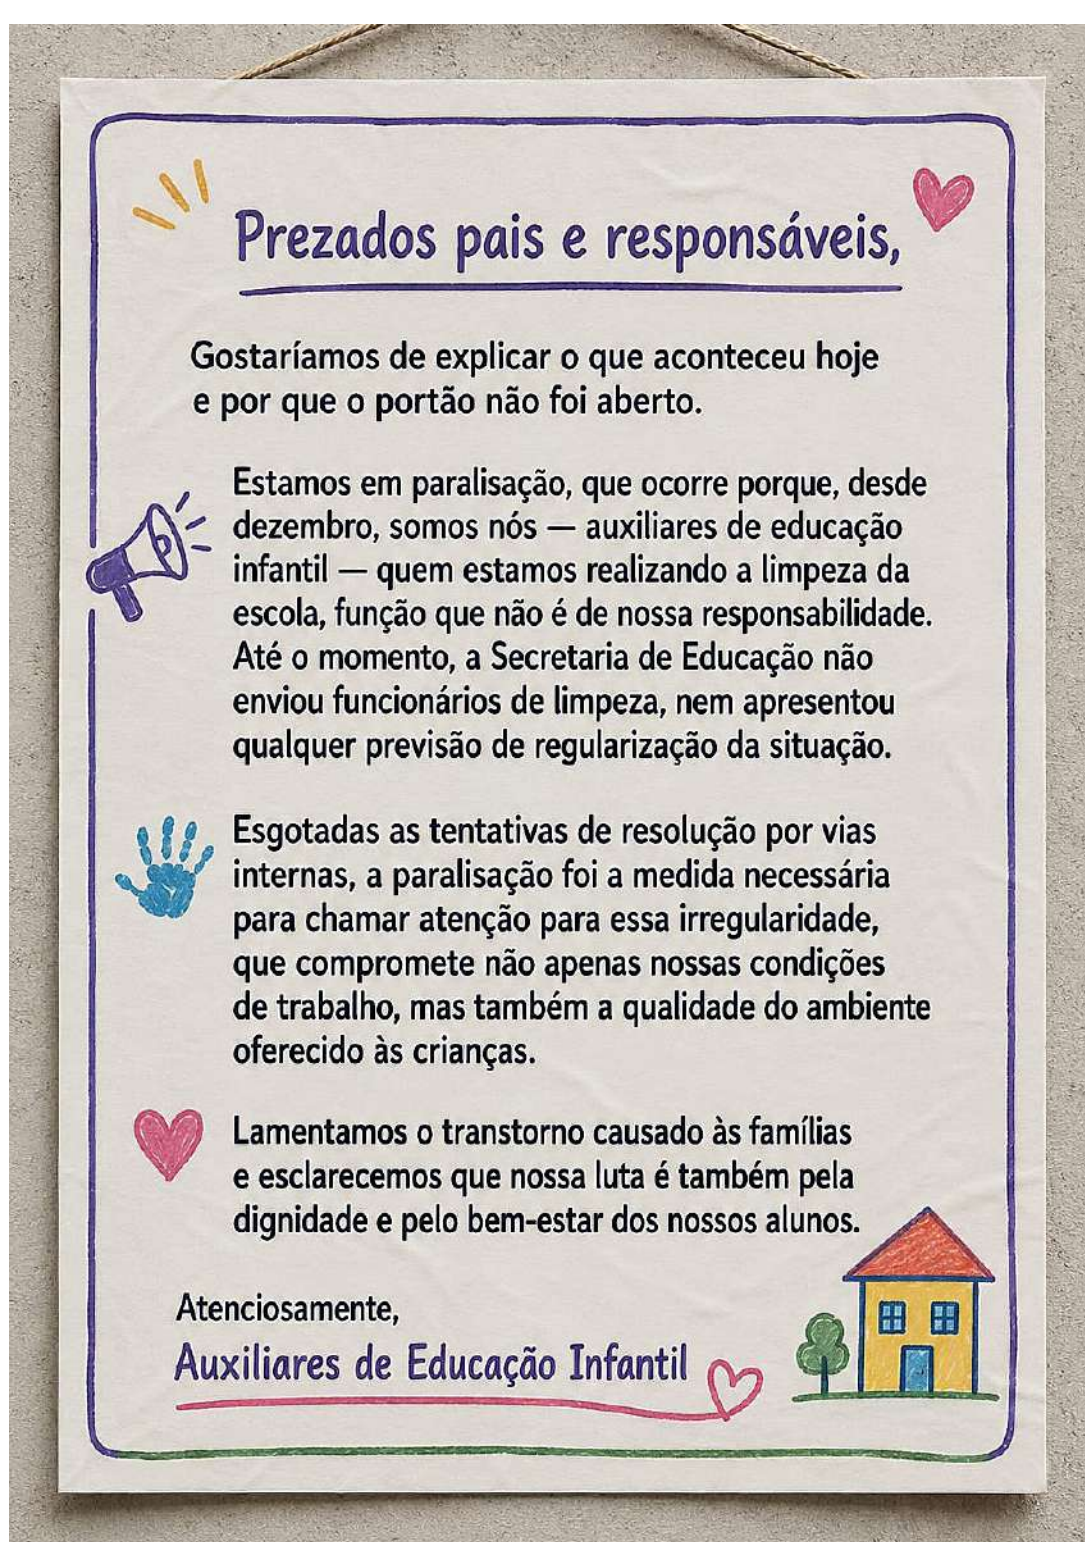 Prezados pais e responsáveis,
Gostaríamos de explicar o que aconteceu hoje
e por que o portão não foi aberto.
Estamos em paralisação, que ocorre porque, desde
dezembro, somos nós — auxiliares de educação
infantil — quem estamos realizando a limpeza da
escola, função que não é de nossa responsabilidade.
Até o momento, a Secretaria de Educação não
enviou funcionários de limpeza, nem apresentou
qualquer previsão de regularização da situação.
Esgotadas as tentativas de resolução por vias
internas, a paralisação foi a medida necessária
para chamar atenção para essa irregularidade,
que compromete não apenas nossas condições
de trabalho, mas também a qualidade do ambiente
oferecido às crianças.
Lamentamos o transtorno causado às famílias
e esclarecemos que nossa luta é também pela
dignidade e pelo bem-estar dos nossos alunos.
Atenciosamente,
Auxiliares de Educação Infantil